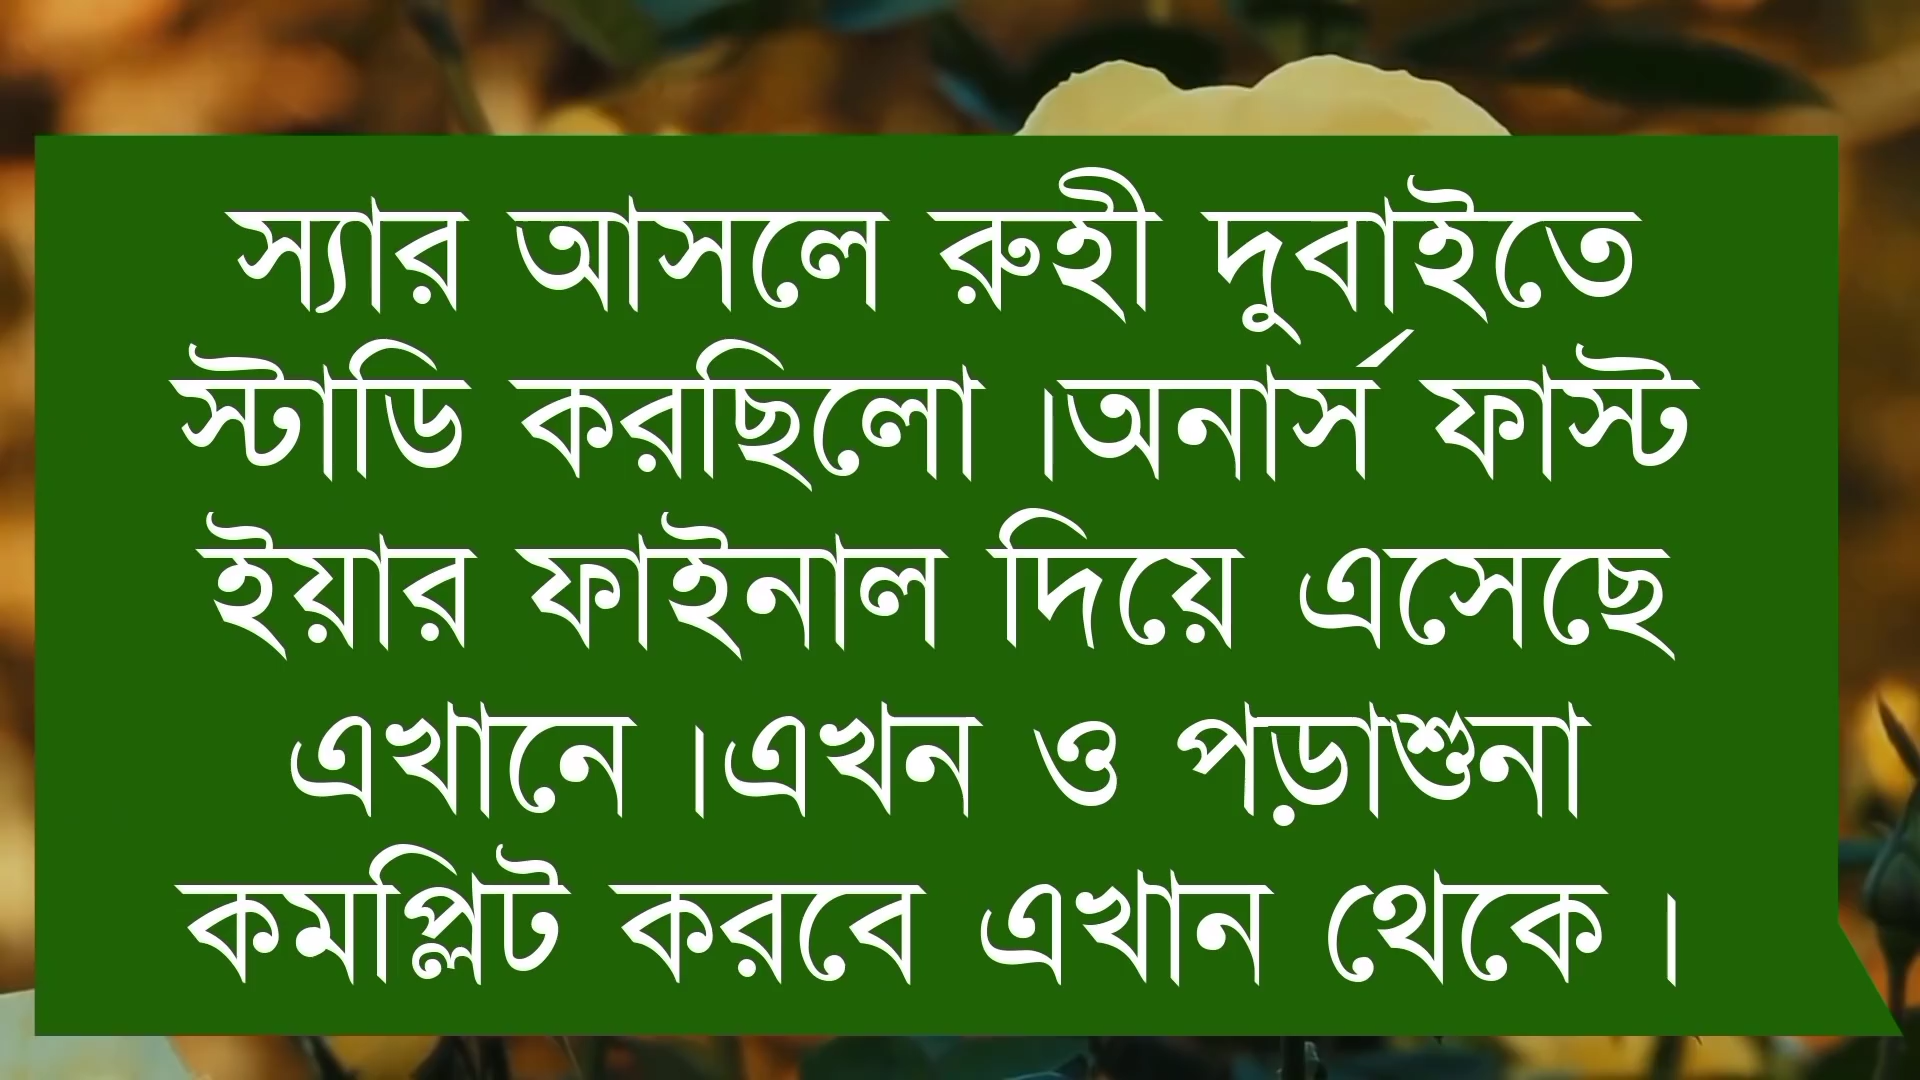 স্যার আসলে রুহী দুবাইতে
স্টাডি করছিলো ।অনার্স ফাস্ট
ইয়ার ফাইনাল দিয়ে এসেছে
এখানে ।এখন ও পড়াশুনা
কমপ্লিট করবে এখান থেকে ।